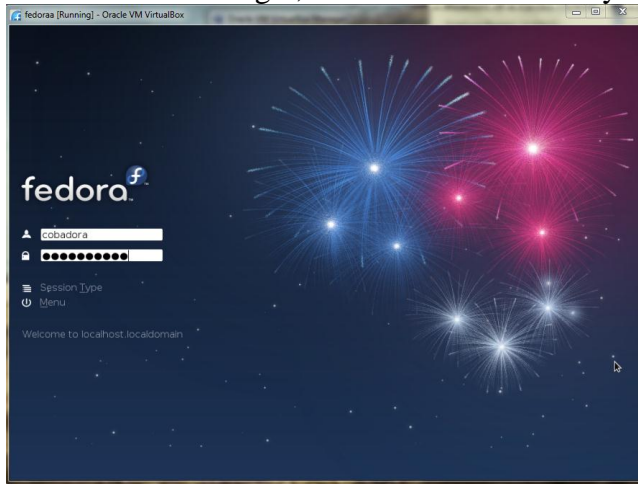 fedoraa [Running] - Oracle VM VirtualBox
fedora
cobadora
Session Type
Menu
Welcome to localhost.localdomain